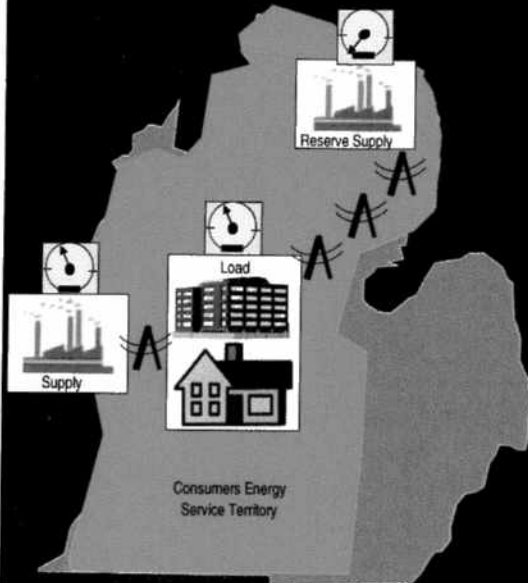 Reserve Supply
Load
Supply
Consumers Energy
Service Territory